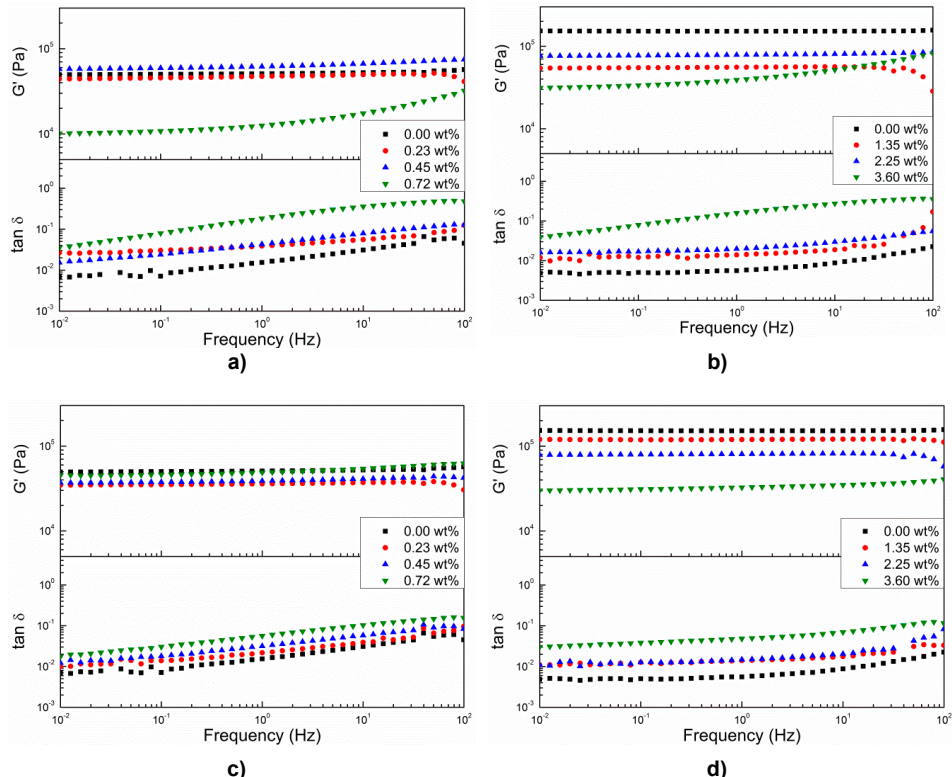 G' (Pa)
10⁵
10⁴
0.00 wt%
0.23 wt%
0.45 wt%
0.72 wt%
tan δ
10⁰
10⁻¹
10⁻²
10⁻³
10⁻² 10⁻¹ 10⁰ 10¹ 10²
Frequency (Hz)
a)
G' (Pa)
10⁵
10⁴
0.00 wt%
1.35 wt%
2.25 wt%
3.60 wt%
tan δ
10⁰
10⁻¹
10⁻²
10⁻³
10⁻² 10⁻¹ 10⁰ 10¹ 10²
Frequency (Hz)
b)
G' (Pa)
10⁵
10⁴
0.00 wt%
0.23 wt%
0.45 wt%
0.72 wt%
tan δ
10⁰
10⁻¹
10⁻²
10⁻³
10⁻² 10⁻¹ 10⁰ 10¹ 10²
Frequency (Hz)
c)
G' (Pa)
10⁵
10⁴
0.00 wt%
1.35 wt%
2.25 wt%
3.60 wt%
tan δ
10⁰
10⁻¹
10⁻²
10⁻³
10⁻² 10⁻¹ 10⁰ 10¹ 10²
Frequency (Hz)
d)